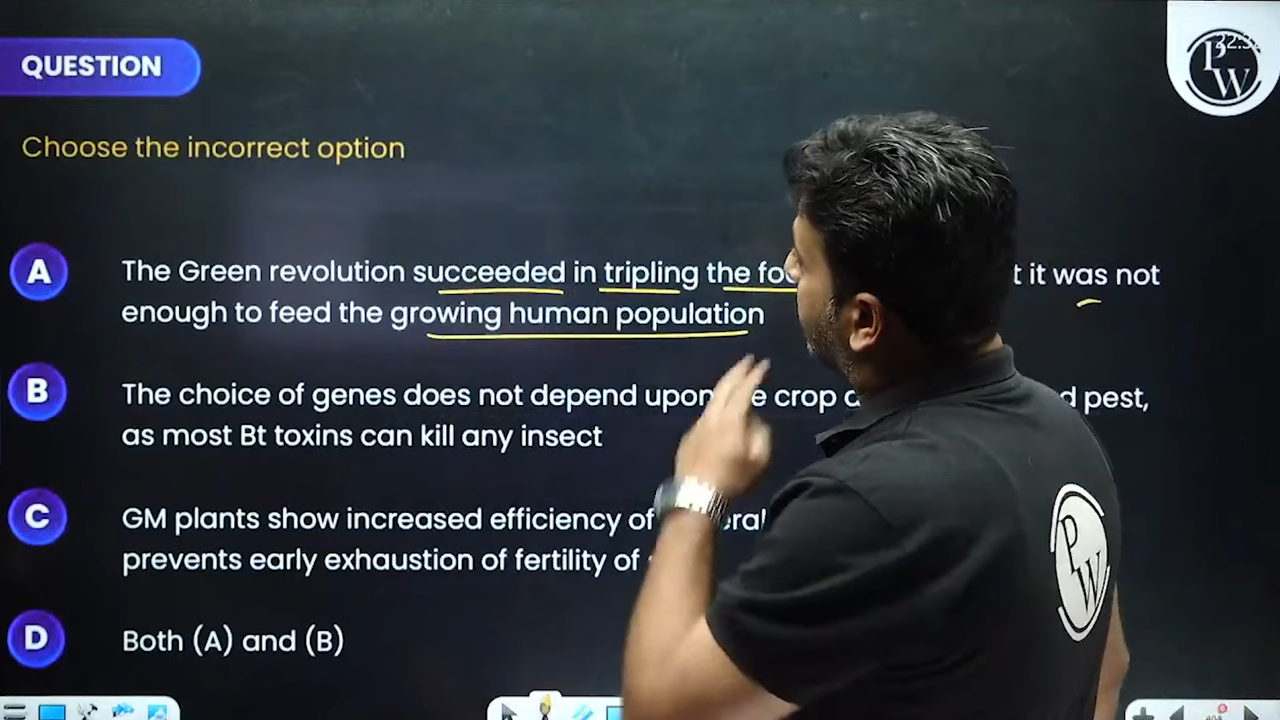 QUESTION
PW
Choose the incorrect option
A
The Green revolution succeeded in tripling the it was not
enough to feed the growing human population
B
The choice of genes does not depend upon crop pest,
as most Bt toxins can kill any insect
C
GM plants show increased efficiency of
prevents early exhaustion of fertility of
D
Both (A) and (B)
PW